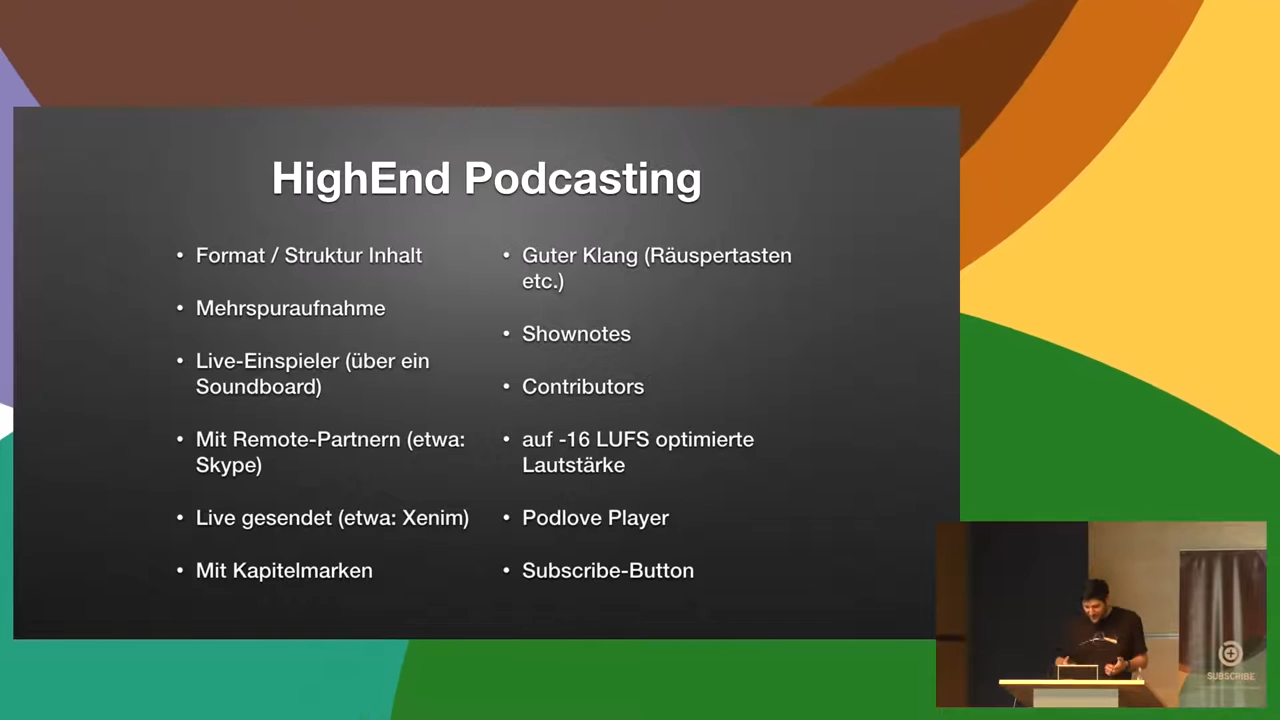 HighEnd Podcasting
• Format / Struktur Inhalt
• Mehrspuraufnahme
• Live-Einspieler (über ein
Soundboard)
• Mit Remote-Partnern (etwa:
Skype)
• Live gesendet (etwa: Xenim)
• Mit Kapitelmarken
• Guter Klang (Räuspertasten
etc.)
• Shownotes
• Contributors
• auf -16 LUFS optimierte
Lautstärke
• Podlove Player
• Subscribe-Button
SUBSCRIBE